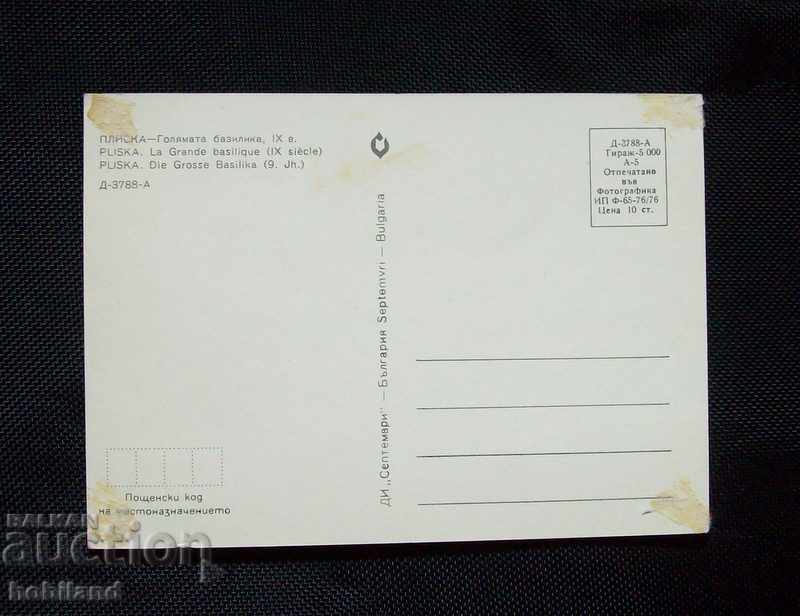 ПЛИСКА—Голямата базилика, IX в.
PLISKA. La Grande basilique (IX siècle)
PLISKA. Die Grosse Basilika (9. Jh.)
Д-3788-А
Д-3788-А
Тираж-5 000
А-5
Отпечатано
във
Фотографика
ИП Ф-65-76/76
Цена 10 ст.
ДИ „Септември" — България Septemvri — Bulgaria
Пощенски код
на местоназначението
BALKAN
auction
hobiland